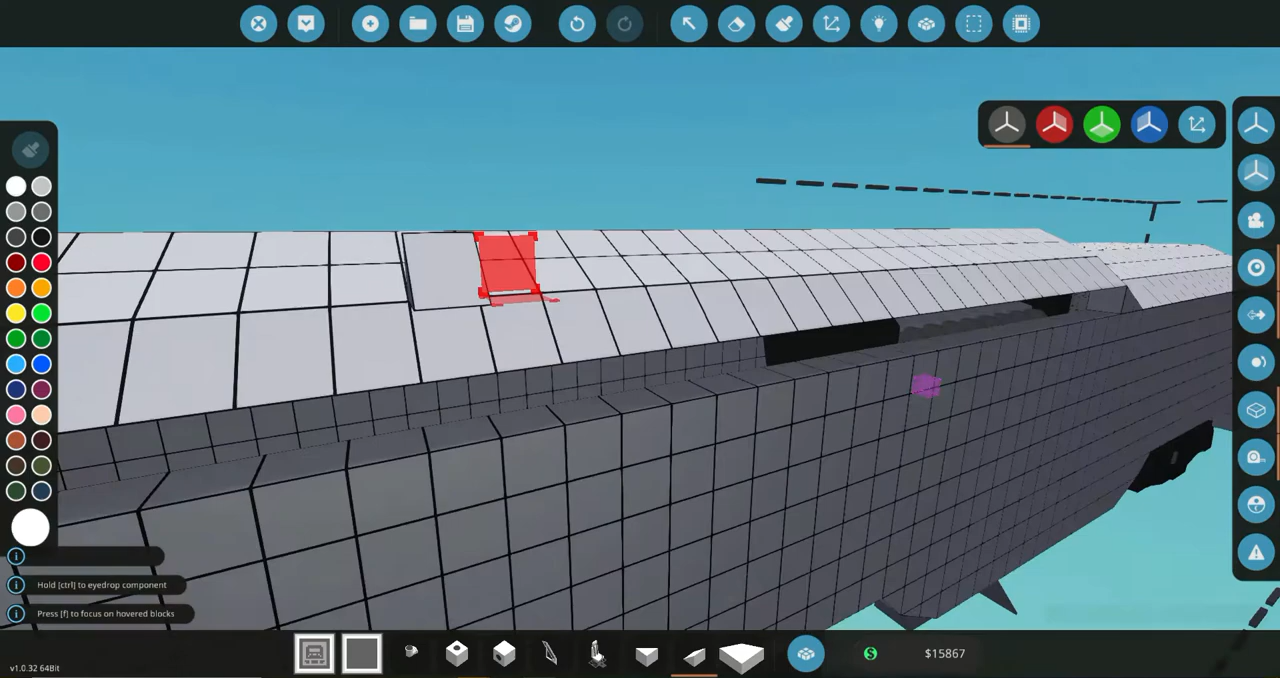 Hold [ctrl] to eyedrop component
Press [f] to focus on hovered blocks
v1.0.32 64Bit
$ $15867